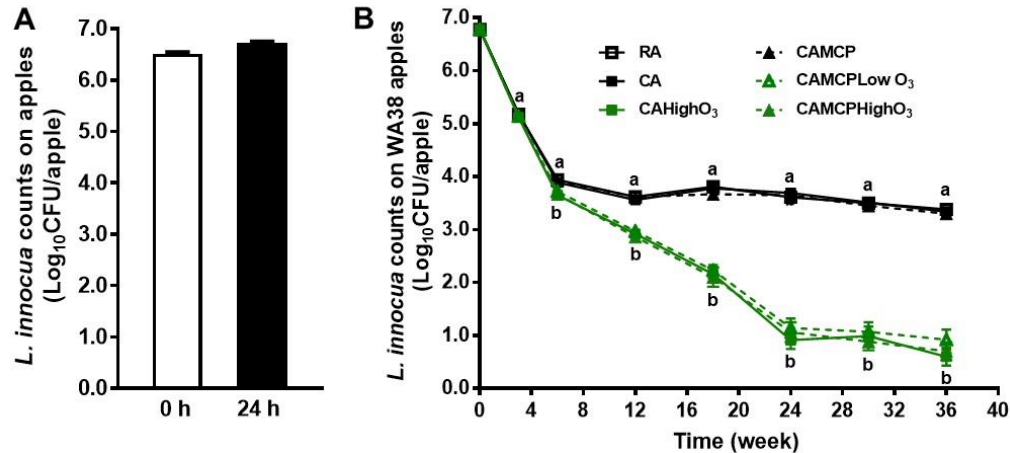 A
L. innocua counts on apples
(Log₁₀CFU/apple)
7.0
6.0
5.0
4.0
3.0
2.0
1.0
0.0
0 h 24 h
B
L. innocua counts on WA38 apples
(Log₁₀CFU/apple)
7.0
6.0
5.0
4.0
3.0
2.0
1.0
0.0
RA
CA
CAHighO₃
CAMCP
CAMCPLow O₃
CAMCPHighO₃
a
a a a a a a
b
b
b
b b b
0 4 8 12 16 20 24 28 32 36 40
Time (week)